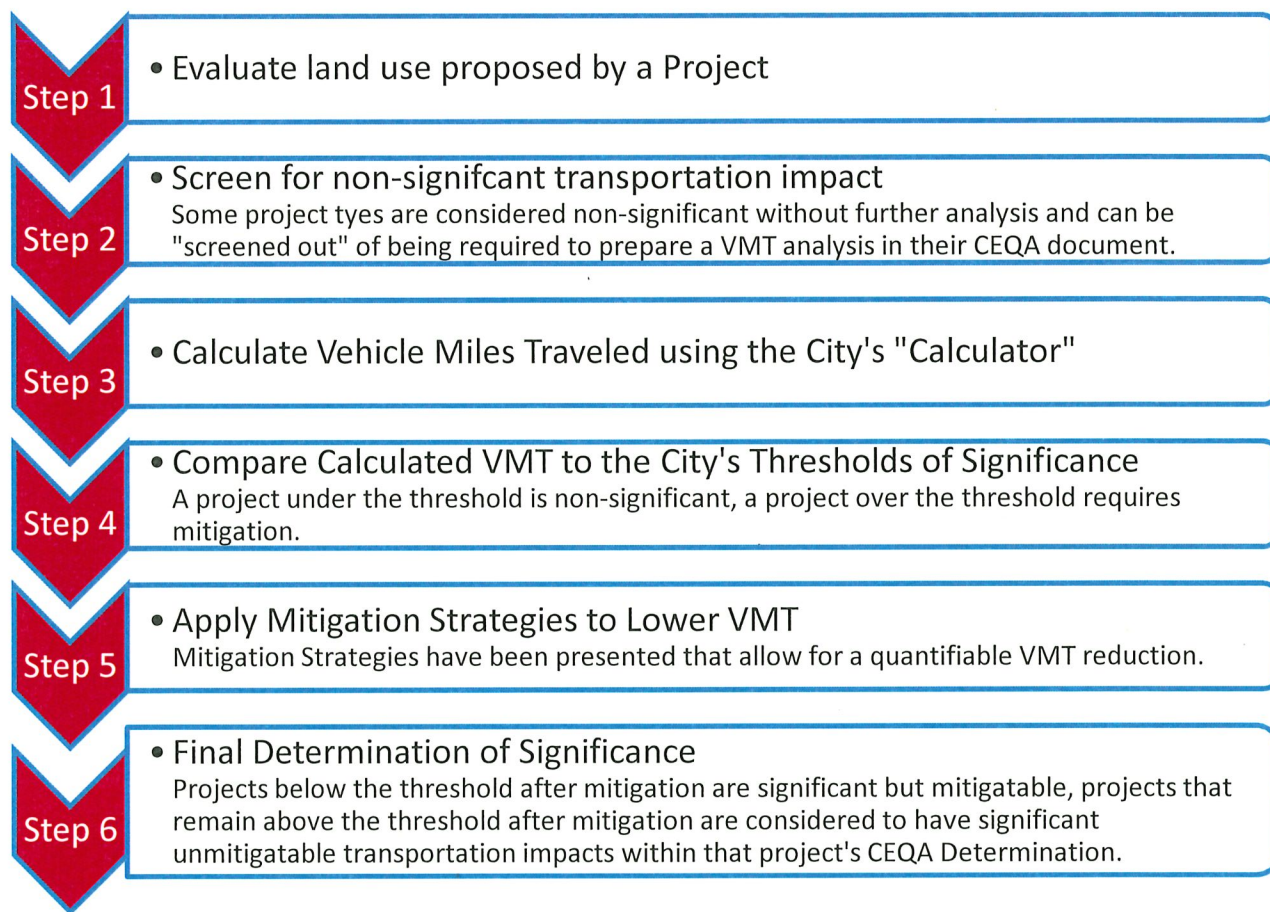 Step 1
• Evaluate land use proposed by a Project
Step 2
• Screen for non-signifcant transportation impact
Some project tyes are considered non-significant without further analysis and can be
"screened out" of being required to prepare a VMT analysis in their CEQA document.
Step 3
• Calculate Vehicle Miles Traveled using the City's "Calculator"
Step 4
• Compare Calculated VMT to the City's Thresholds of Significance
A project under the threshold is non-significant, a project over the threshold requires
mitigation.
Step 5
• Apply Mitigation Strategies to Lower VMT
Mitigation Strategies have been presented that allow for a quantifiable VMT reduction.
Step 6
• Final Determination of Significance
Projects below the threshold after mitigation are significant but mitigatable, projects that
remain above the threshold after mitigation are considered to have significant
unmitigatable transportation impacts within that project's CEQA Determination.